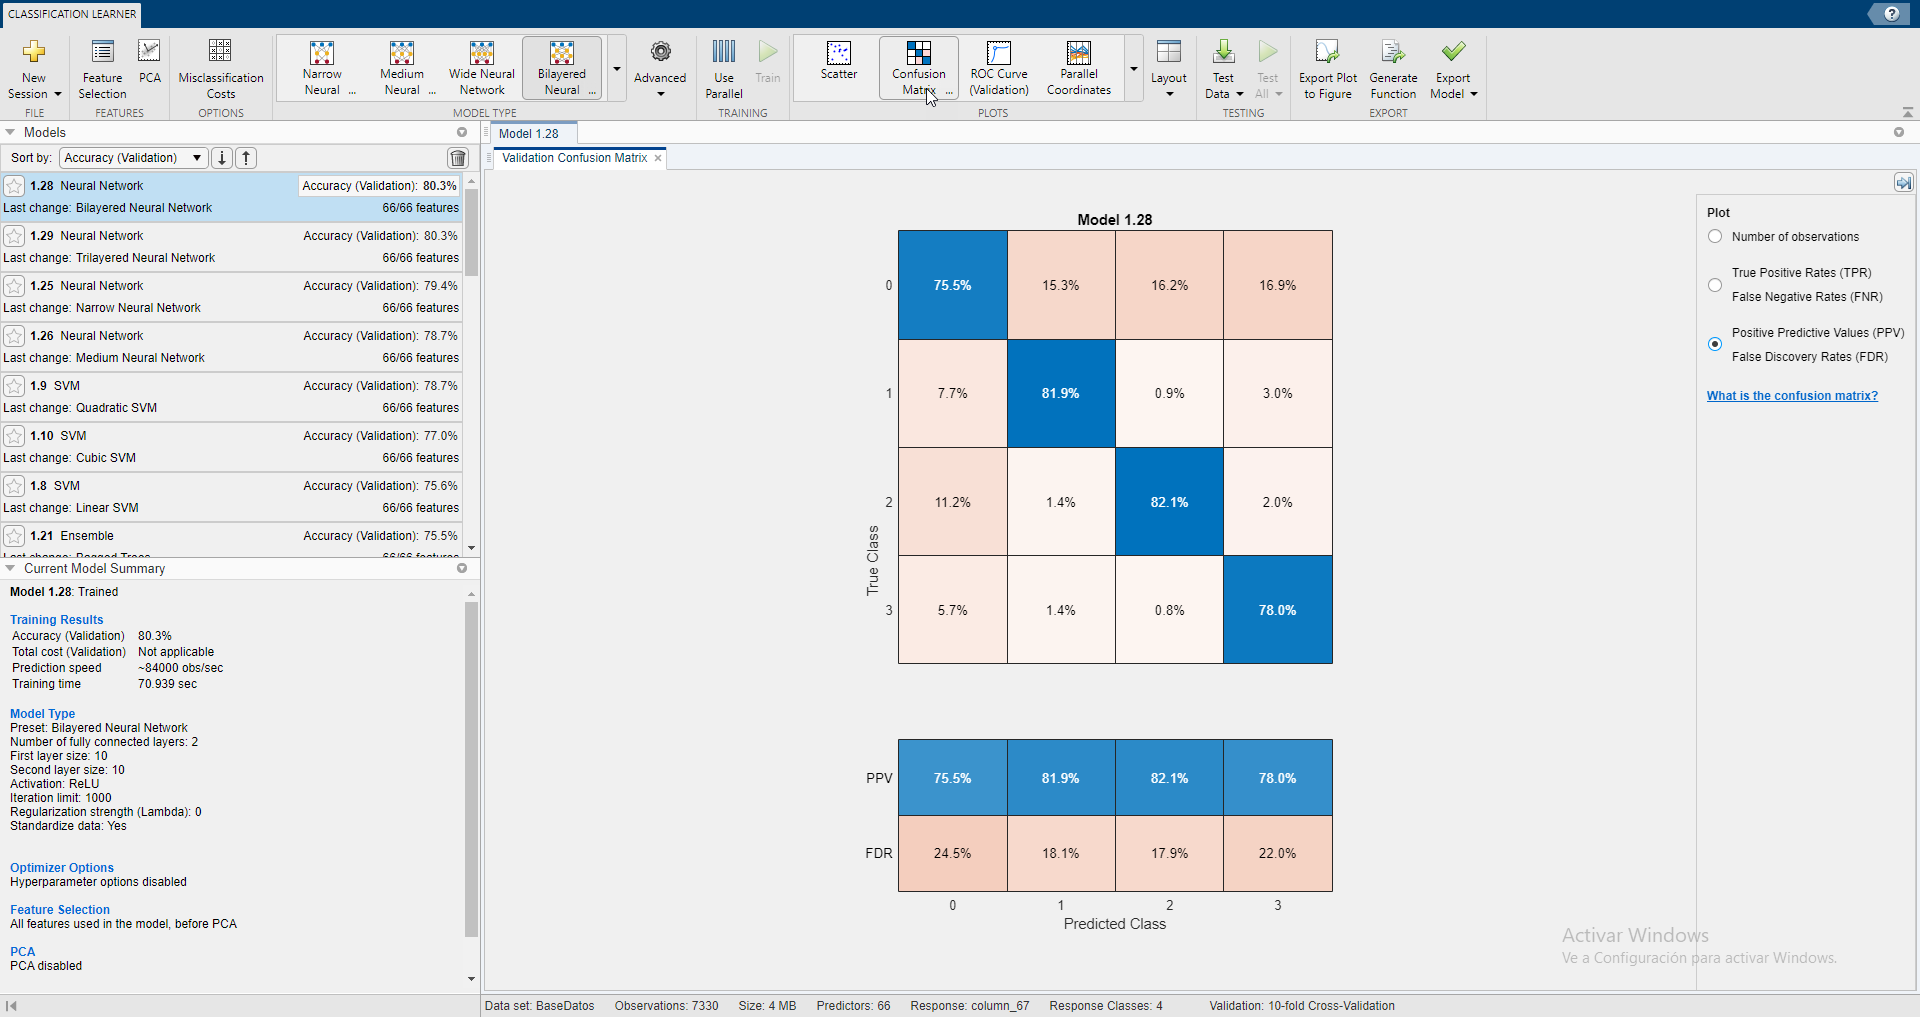 CLASSIFICATION LEARNER
New Session
Feature Selection
PCA
Misclassification Costs
Narrow Neural ...
Medium Neural ...
Wide Neural Network
Bilayered Neural ...
Advanced
Use Parallel
Train
Scatter
Confusion Matrix ...
ROC Curve (Validation)
Parallel Coordinates
Layout
Test Data
Test All
Export Plot to Figure
Generate Function
Export Model
FILE
FEATURES
OPTIONS
MODEL TYPE
TRAINING
PLOTS
TESTING
EXPORT
Models
Sort by: Accuracy (Validation)
1.28 Neural Network Accuracy (Validation): 80.3%
Last change: Bilayered Neural Network 66/66 features
1.29 Neural Network Accuracy (Validation): 80.3%
Last change: Trilayered Neural Network 66/66 features
1.25 Neural Network Accuracy (Validation): 79.4%
Last change: Narrow Neural Network 66/66 features
1.26 Neural Network Accuracy (Validation): 78.7%
Last change: Medium Neural Network 66/66 features
1.9 SVM Accuracy (Validation): 78.7%
Last change: Quadratic SVM 66/66 features
1.10 SVM Accuracy (Validation): 77.0%
Last change: Cubic SVM 66/66 features
1.8 SVM Accuracy (Validation): 75.6%
Last change: Linear SVM 66/66 features
1.21 Ensemble Accuracy (Validation): 75.5%
Last change: Bagged Trees 66/66 features
Current Model Summary
Model 1.28: Trained
Training Results
Accuracy (Validation) 80.3%
Total cost (Validation) Not applicable
Prediction speed ~84000 obs/sec
Training time 70.939 sec
Model Type
Preset: Bilayered Neural Network
Number of fully connected layers: 2
First layer size: 10
Second layer size: 10
Activation: ReLU
Iteration limit: 1000
Regularization strength (Lambda): 0
Standardize data: Yes
Optimizer Options
Hyperparameter options disabled
Feature Selection
All features used in the model, before PCA
PCA
PCA disabled
Model 1.28
Validation Confusion Matrix
Model 1.28
0 75.5% 15.3% 16.2% 16.9%
1 7.7% 81.9% 0.9% 3.0%
2 11.2% 1.4% 82.1% 2.0%
3 5.7% 1.4% 0.8% 78.0%
True Class
PPV 75.5% 81.9% 82.1% 78.0%
FDR 24.5% 18.1% 17.9% 22.0%
0 1 2 3
Predicted Class
Plot
Number of observations
True Positive Rates (TPR)
False Negative Rates (FNR)
Positive Predictive Values (PPV)
False Discovery Rates (FDR)
What is the confusion matrix?
Activar Windows
Ve a Configuración para activar Windows.
Data set: BaseDatos Observations: 7330 Size: 4 MB Predictors: 66 Response: column_67 Response Classes: 4 Validation: 10-fold Cross-Validation